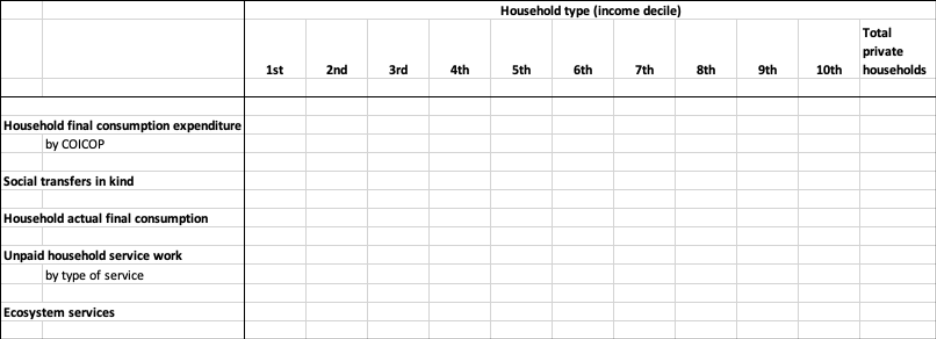 Household type (income decile)
Total
private
1st 2nd 3rd 4th 5th 6th 7th 8th 9th 10th households
Household final consumption expenditure
by COICOP
Social transfers in kind
Household actual final consumption
Unpaid household service work
by type of service
Ecosystem services